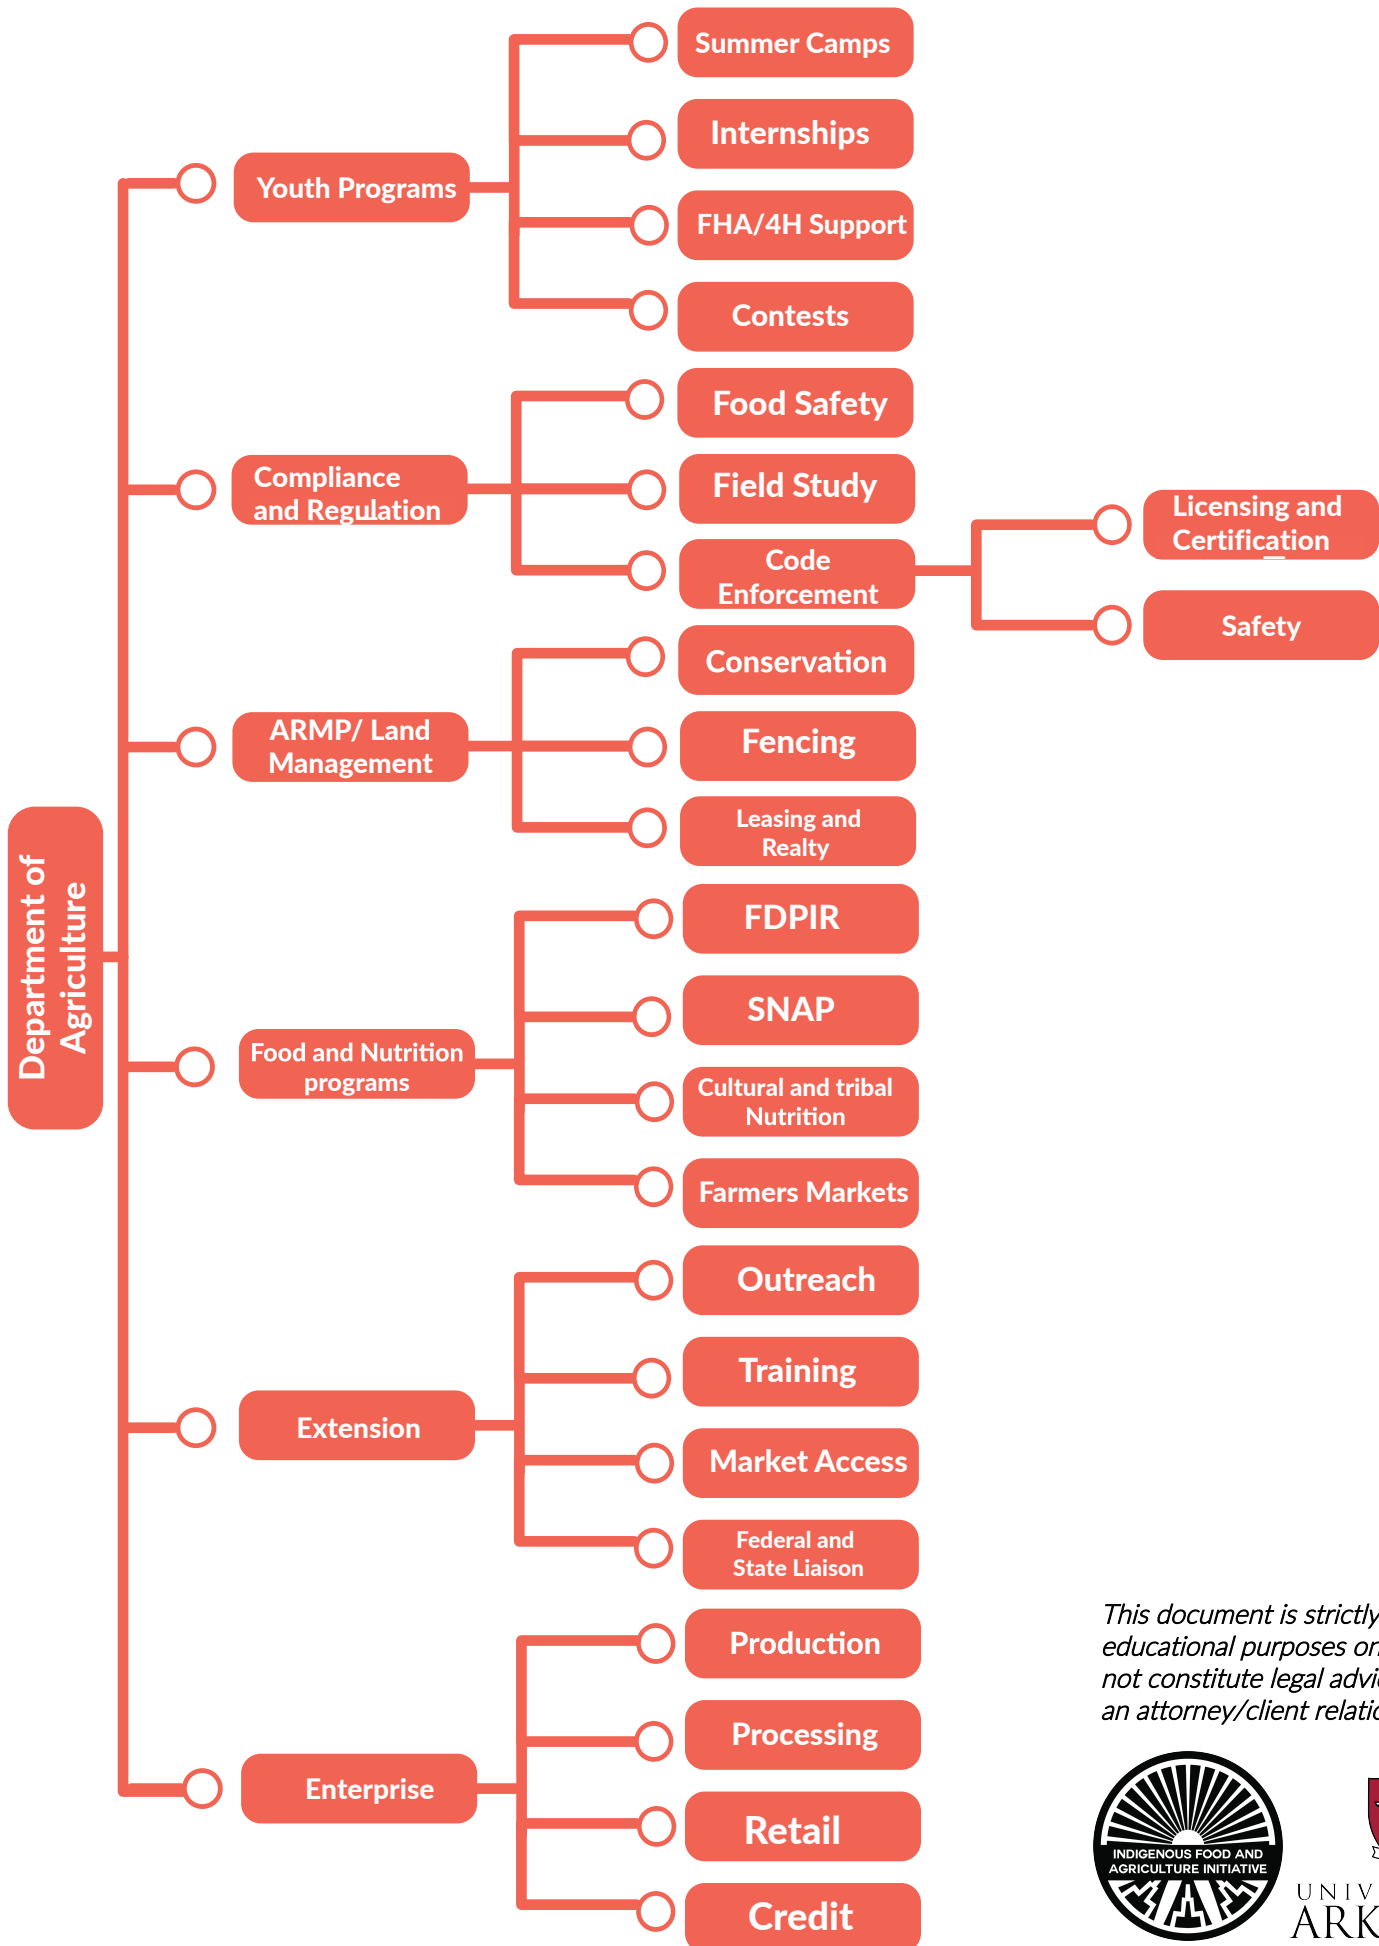 Department of
Agriculture
Youth Programs
Summer Camps
Internships
FHA/4H Support
Contests
Compliance
and Regulation
Food Safety
Field Study
Code
Enforcement
Licensing and
Certification
Safety
ARMP/ Land
Management
Conservation
Fencing
Leasing and
Realty
Food and Nutrition
programs
FDPIR
SNAP
Cultural and tribal
Nutrition
Farmers Markets
Extension
Outreach
Training
Market Access
Federal and
State Liaison
Enterprise
Production
Processing
Retail
Credit
This document is strictly
educational purposes
not constitute legal
an attorney/client
INDIGENOUS FOOD AND
AGRICULTURE INITIATIVE